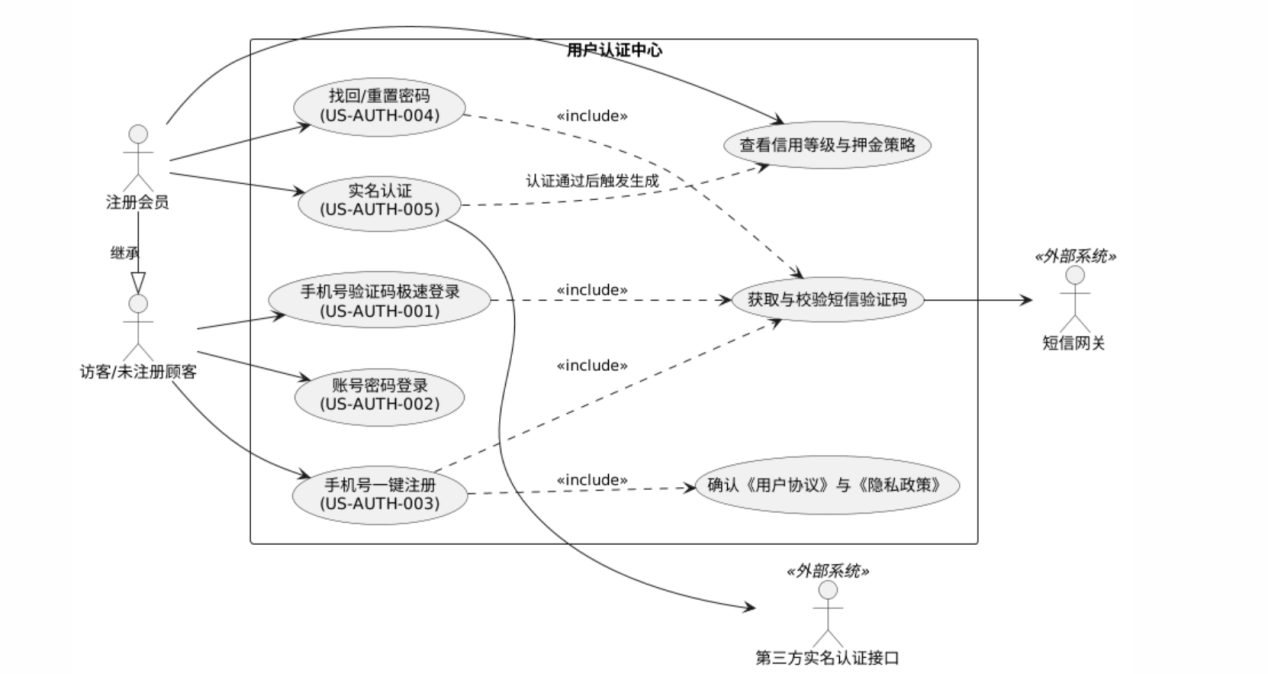 用户认证中心
找回/重置密码
(US-AUTH-004)
«include»
查看信用等级与押金策略
认证通过后触发生成
实名认证
(US-AUTH-005)
注册会员
继承
«外部系统»
手机号验证码极速登录
(US-AUTH-001)
«include»
获取与校验短信验证码
短信网关
访客/未注册顾客
«include»
账号密码登录
(US-AUTH-002)
手机号一键注册
(US-AUTH-003)
«include»
确认《用户协议》与《隐私政策》
«外部系统»
第三方实名认证接口